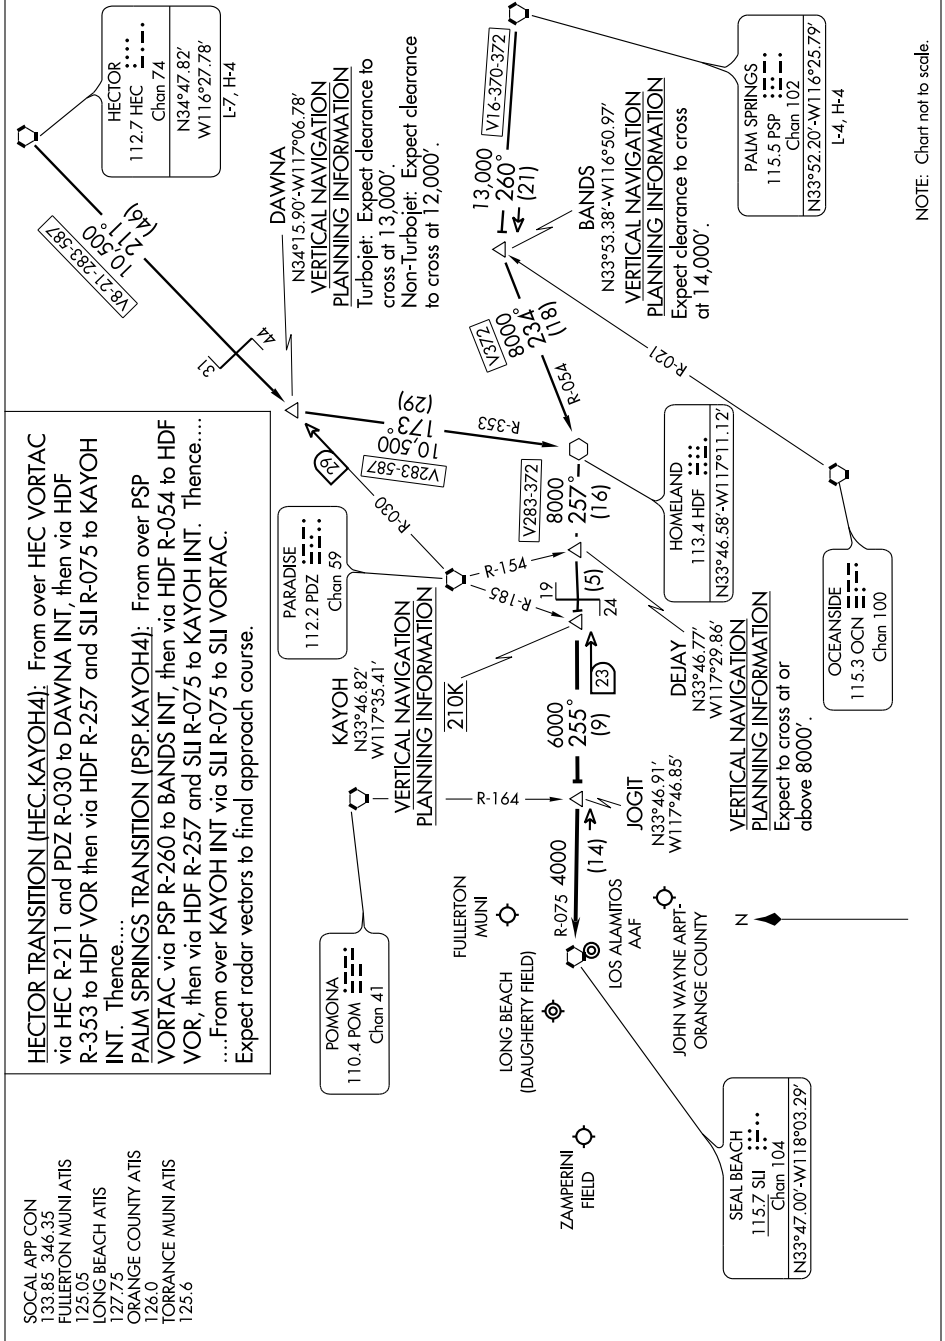 SOCAL APP CON
133.85 346.35
FULLERTON MUNI ATIS
125.05
LONG BEACH ATIS
127.75
ORANGE COUNTY ATIS
126.0
TORRANCE MUNI ATIS
125.6
HECTOR TRANSITION (HEC.KAYOH4): From over HEC VORTAC
via HEC R-211 and PDZ R-030 to DAWNA INT, then via HDF
R-353 to HDF VOR then via HDF R-257 and SLI R-075 to KAYOH
INT. Thence....
PALM SPRINGS TRANSITION (PSP.KAYOH4): From over PSP
VORTAC via PSP R-260 to BANDS INT, then via HDF R-054 to HDF
VOR, then via HDF R-257 and SLI R-075 to KAYOH INT. Thence....
....From over KAYOH INT via SLI R-075 to SLI VORTAC.
Expect radar vectors to final approach course.
HECTOR
112.7 HEC
Chan 74
N34°47.82'
W116°27.78'
L-7, H-4
V8-21-283-587
10,500
211°
(46)
31
44
DAWNA
N34°15.90'-W117°06.78'
VERTICAL NAVIGATION
PLANNING INFORMATION
Turbojet: Expect clearance to
cross at 13,000'.
Non-Turbojet: Expect clearance
to cross at 12,000'.
29
R-030
R-353
(29)
173°
10,500
V283-587
PARADISE
112.2 PDZ
Chan 59
R-154
R-185
POMONA
110.4 POM
Chan 41
R-164
KAYOH
N33°46.82'
W117°35.41'
VERTICAL NAVIGATION
PLANNING INFORMATION
210K
V16-370-372
13,000
260°
(21)
BANDS
N33°53.38'-W116°50.97'
VERTICAL NAVIGATION
PLANNING INFORMATION
Expect clearance to cross
at 14,000'.
PALM SPRINGS
115.5 PSP
Chan 102
N33°52.20'-W116°25.79'
L-4, H-4
V372
8000
234°
(18)
R-054
R-021
V283-372
8000
257°
(16)
19
24
(5)
HOMELAND
113.4 HDF
N33°46.58'-W117°11.12'
OCEANSIDE
115.3 OCN
Chan 100
DEJAY
N33°46.77'
W117°29.86'
VERTICAL NAVIGATION
PLANNING INFORMATION
Expect to cross at or
above 8000'.
6000
255°
(9)
23
JOGIT
N33°46.91'
W117°46.85'
R-075
4000
(14)
FULLERTON
MUNI
LOS ALAMITOS
AAF
LONG BEACH
(DAUGHERTY FIELD)
JOHN WAYNE ARPT-
ORANGE COUNTY
ZAMPERINI
FIELD
SEAL BEACH
115.7 SLI
Chan 104
N33°47.00'-W118°03.29'
N
NOTE: Chart not to scale.